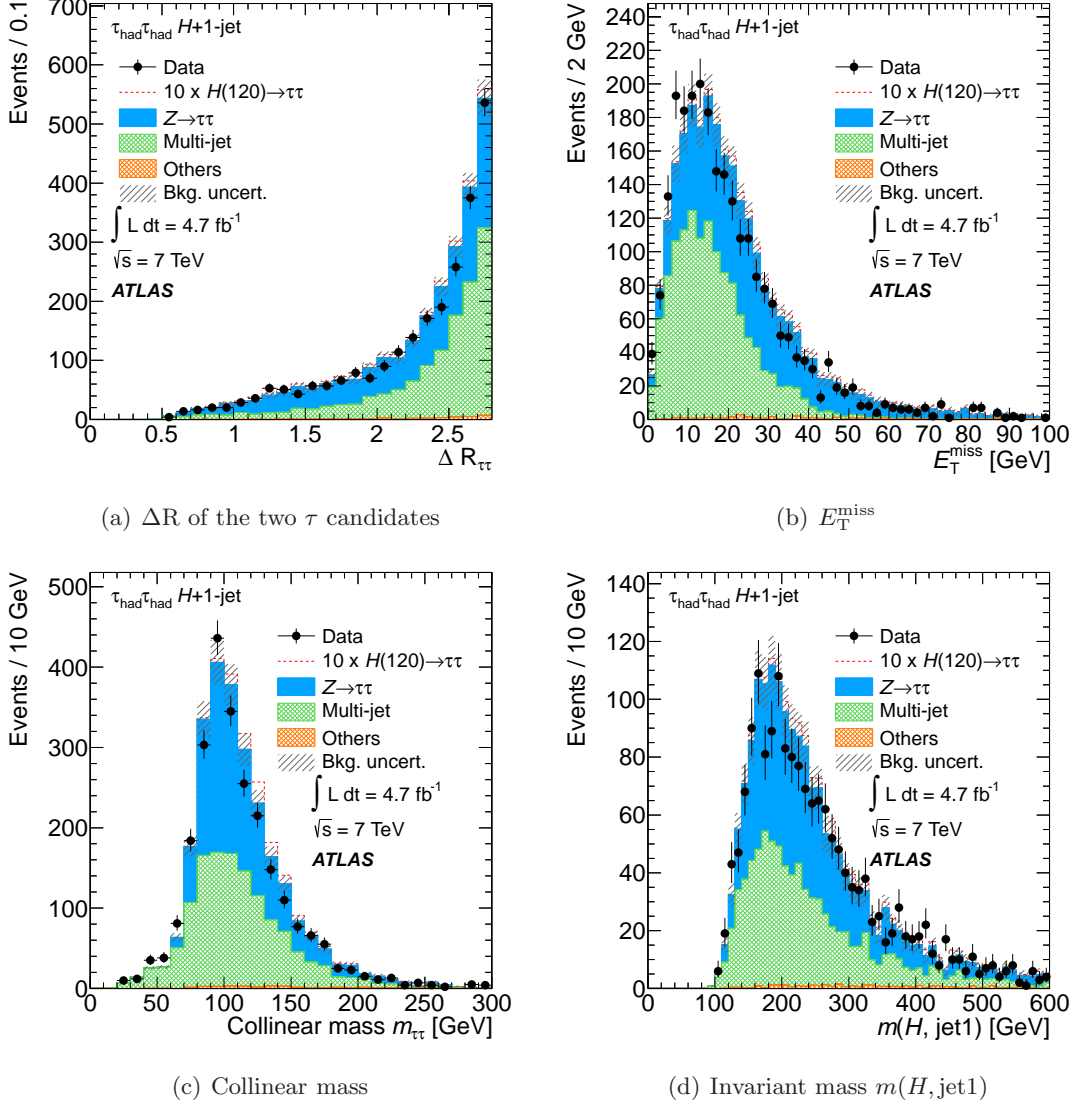 τhadτhad H+1-jet
Data
10 x H(120)→ττ
Z→ττ
Multi-jet
Others
Bkg. uncert.
∫ L dt = 4.7 fb⁻¹
√s = 7 TeV
ATLAS
Events / 0.1
700
600
500
400
300
200
100
0
0 0.5 1 1.5 2 2.5
Δ Rττ
(a) ΔR of the two τ candidates
τhadτhad H+1-jet
Data
10 x H(120)→ττ
Z→ττ
Multi-jet
Others
Bkg. uncert.
∫ L dt = 4.7 fb⁻¹
√s = 7 TeV
ATLAS
Events / 2 GeV
240
220
200
180
160
140
120
100
80
60
40
20
0
0 10 20 30 40 50 60 70 80 90 100
E_T^miss [GeV]
(b) E_T^miss
τhadτhad H+1-jet
Data
10 x H(120)→ττ
Z→ττ
Multi-jet
Others
Bkg. uncert.
∫ L dt = 4.7 fb⁻¹
√s = 7 TeV
ATLAS
Events / 10 GeV
500
400
300
200
100
0
0 50 100 150 200 250 300
Collinear mass mττ [GeV]
(c) Collinear mass
τhadτhad H+1-jet
Data
10 x H(120)→ττ
Z→ττ
Multi-jet
Others
Bkg. uncert.
∫ L dt = 4.7 fb⁻¹
√s = 7 TeV
ATLAS
Events / 10 GeV
140
120
100
80
60
40
20
0
0 100 200 300 400 500 600
m(H, jet1) [GeV]
(d) Invariant mass m(H, jet1)